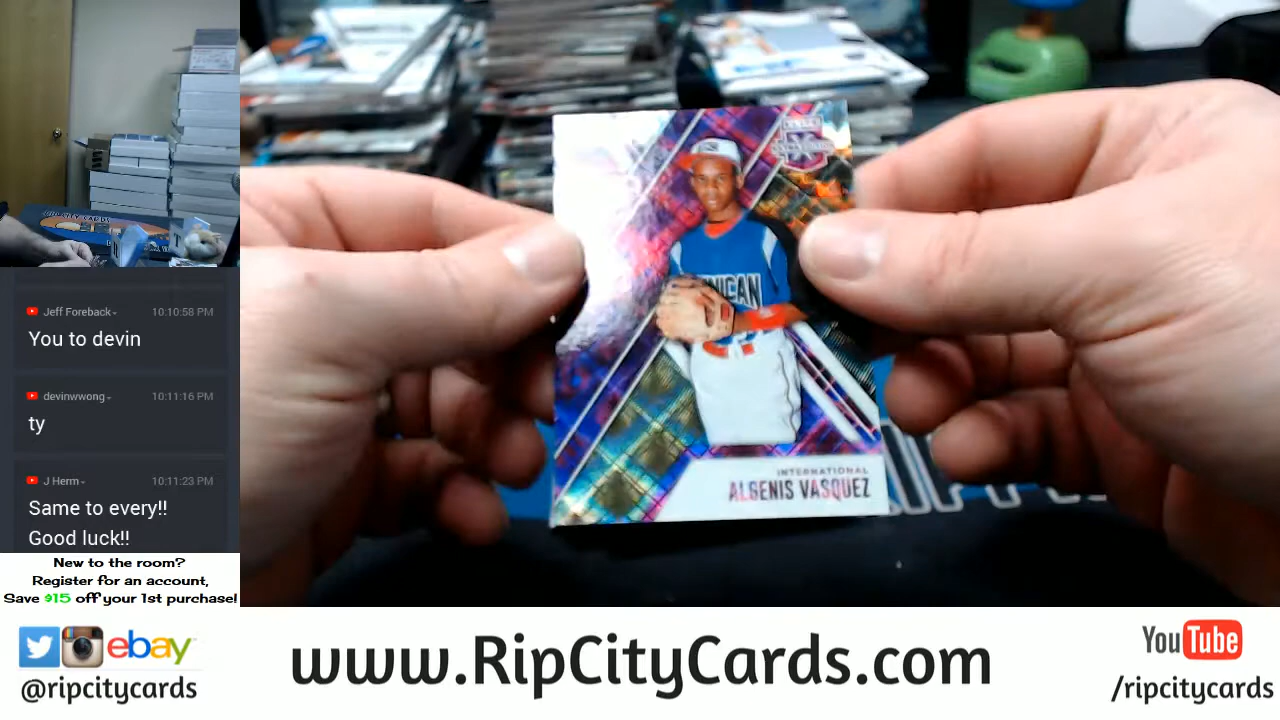 Jeff Foreback
10:10:58 PM
You to devin
devinwwong
10:11:16 PM
ty
J Herm
10:11:23 PM
Same to every!!
Good luck!!
New to the room?
Register for an account,
Save $15 off your 1st purchase!
ebay
@ripcitycards
www.RipCityCards.com
YouTube
/ripcitycards
INTERNATIONAL
ALGENIS VASQUEZ